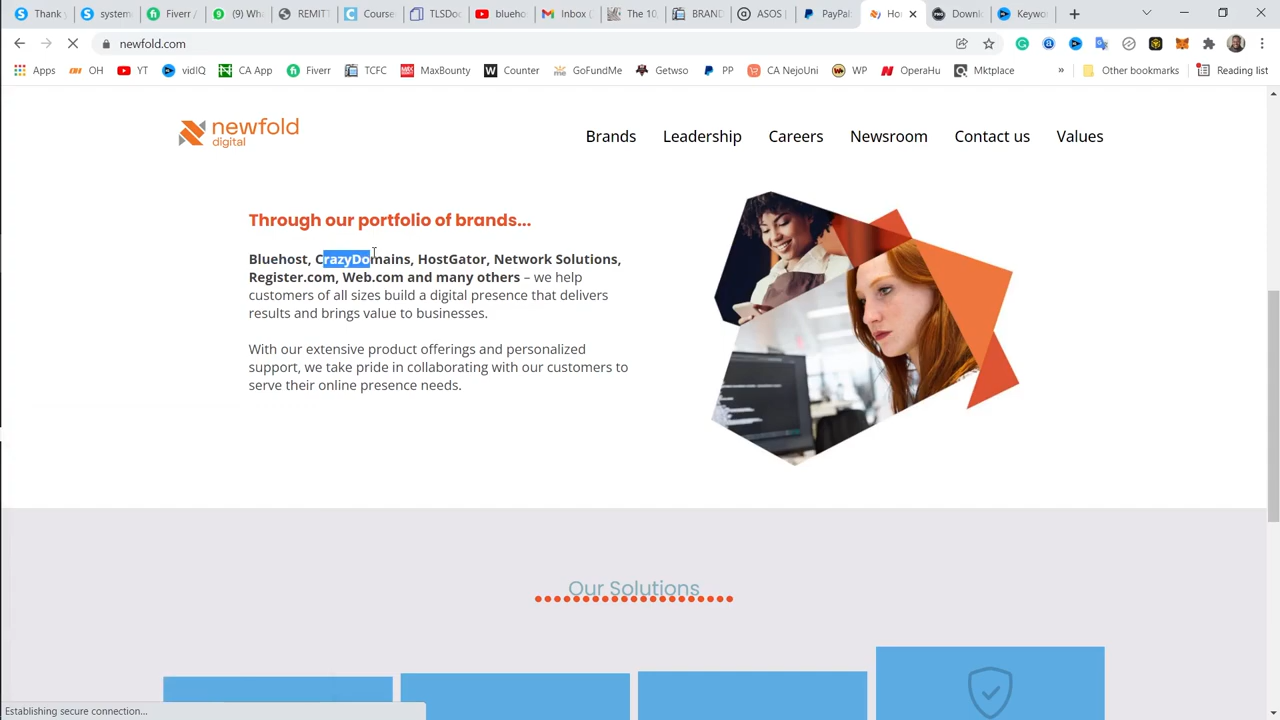 Thank y
system
Fiverr /
(9) Wha
REMITT
Course
TLSDoc
blueho
Inbox (
The 10
BRAND
ASOS |
PayPal
Ho
Downl
Keywo
newfold.com
Apps
OH
YT
vidIQ
CA App
Fiverr
TCFC
MaxBounty
Counter
GoFundMe
Getwso
PP
CA NejoUni
WP
OperaHu
Mktplace
»
Other bookmarks
Reading list
newfold
digital
Brands
Leadership
Careers
Newsroom
Contact us
Values
Through our portfolio of brands...
Bluehost, CrazyDomains, HostGator, Network Solutions,
Register.com, Web.com and many others – we help
customers of all sizes build a digital presence that delivers
results and brings value to businesses.
With our extensive product offerings and personalized
support, we take pride in collaborating with our customers to
serve their online presence needs.
Our Solutions
Establishing secure connection...